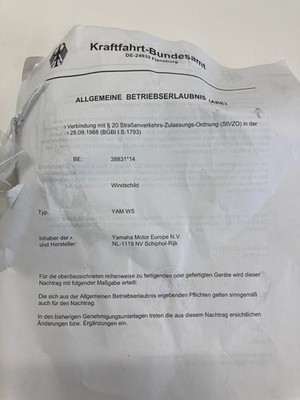 Kraftfahrt-Bundesamt
DE-24932 Flensburg
ALLGEMEINE BETRIEBSERLAUBNIS (ABE)
in Verbindung mit § 20 Straßenverkehrs-Zulassungs-Ordnung (StVZO) in der
28.09.1988 (BGBl I S.1793)
BE: 38831*14
Windschild
Typ: YAM WS
Inhaber der
und Hersteller: Yamaha Motor Europe N.V.
NL-1119 NV Schiphol-Rijk
Für die obenbezeichneten reihenweise zu fertigenden oder gefertigten Geräte wird dieser
Nachtrag mit folgender Maßgabe erteilt:
Die sich aus der Allgemeinen Betriebserlaubnis ergebenden Pflichten gelten sinngemäß
auch für den Nachtrag.
In den bisherigen Genehmigungsunterlagen treten die aus diesem Nachtrag ersichtlichen
Änderungen bzw. Ergänzungen ein.